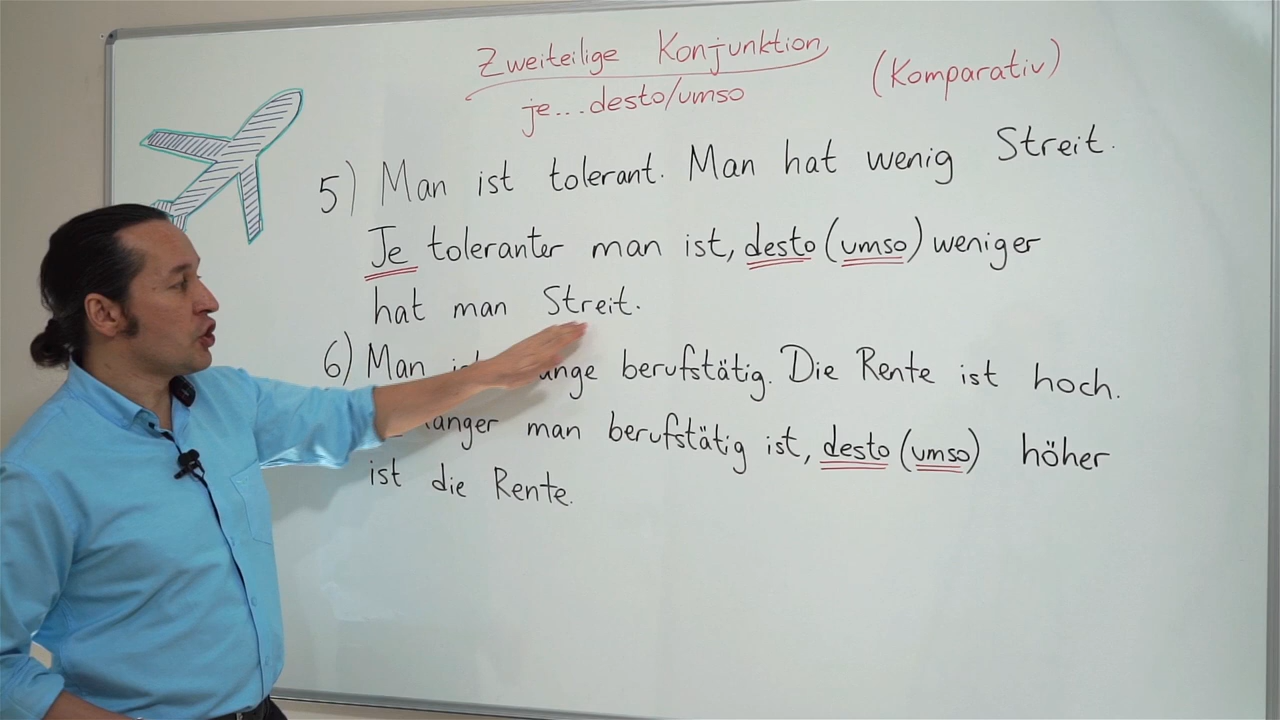 Zweiteilige Konjunktion (Komparativ)
je...desto/umso
5) Man ist tolerant. Man hat wenig Streit.
Je toleranter man ist, desto (umso) weniger
hat man Streit.
6) Man berufstätig. Die Rente ist hoch.
länger man berufstätig ist, desto (umso) höher
ist die Rente.